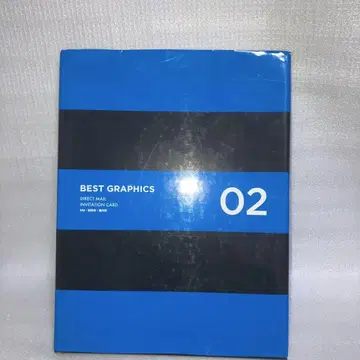 BEST GRAPHICS
DIRECT MAIL
INVITATION CARD
02